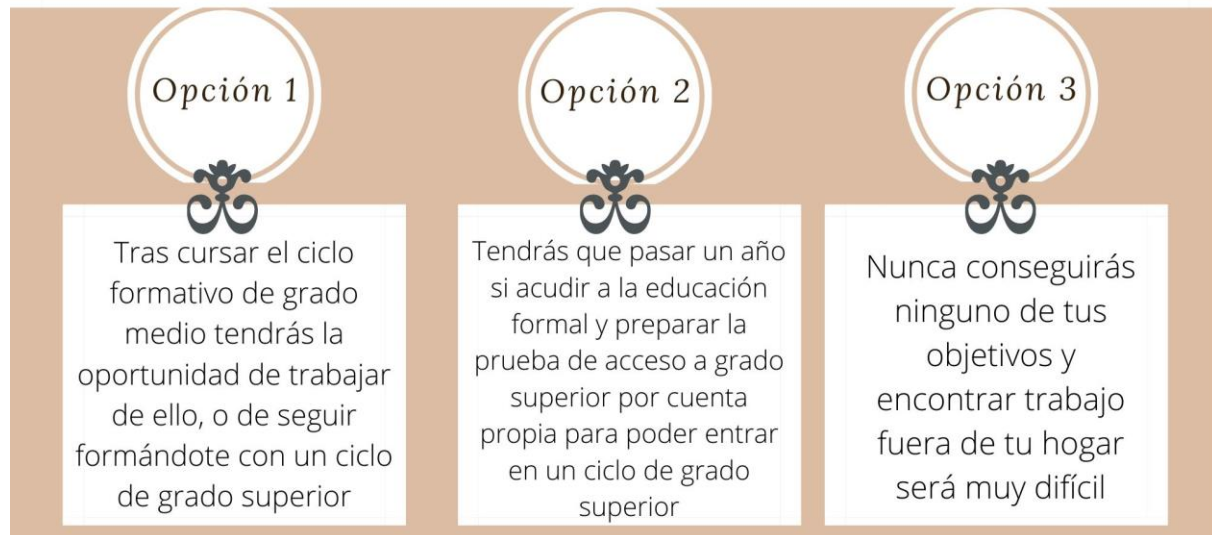 Opción 1
Tras cursar el ciclo
formativo de grado
medio tendrás la
oportunidad de trabajar
de ello, o de seguir
formándote con un ciclo
de grado superior
Opción 2
Tendrás que pasar un año
si acudir a la educación
formal y preparar la
prueba de acceso a grado
superior por cuenta
propia para poder entrar
en un ciclo de grado
superior
Opción 3
Nunca conseguirás
ninguno de tus
objetivos y
encontrar trabajo
fuera de tu hogar
será muy difícil